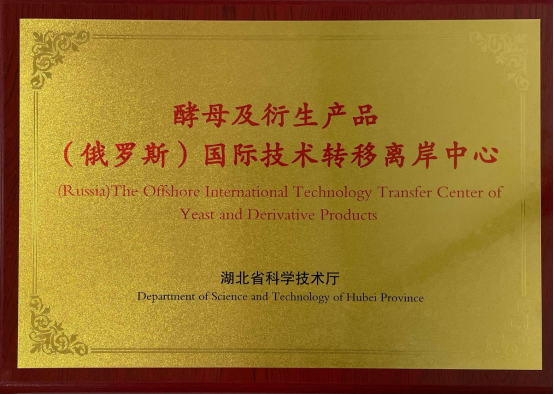 酵母及衍生产品
（俄罗斯）国际技术转移离岸中心
(Russia)The Offshore International Technology Transfer Center of
Yeast and Derivative Products
湖北省科学技术厅
Department of Science and Technology of Hubei Province